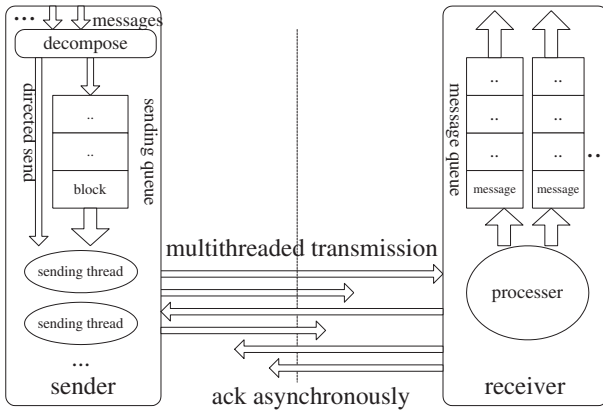 ...
messages
decompose
directed send
..
..
block
sending queue
sending thread
sending thread
...
sender
multithreaded transmission
ack asynchronously
message queue
..
..
..
message
..
..
..
message
..
processer
receiver